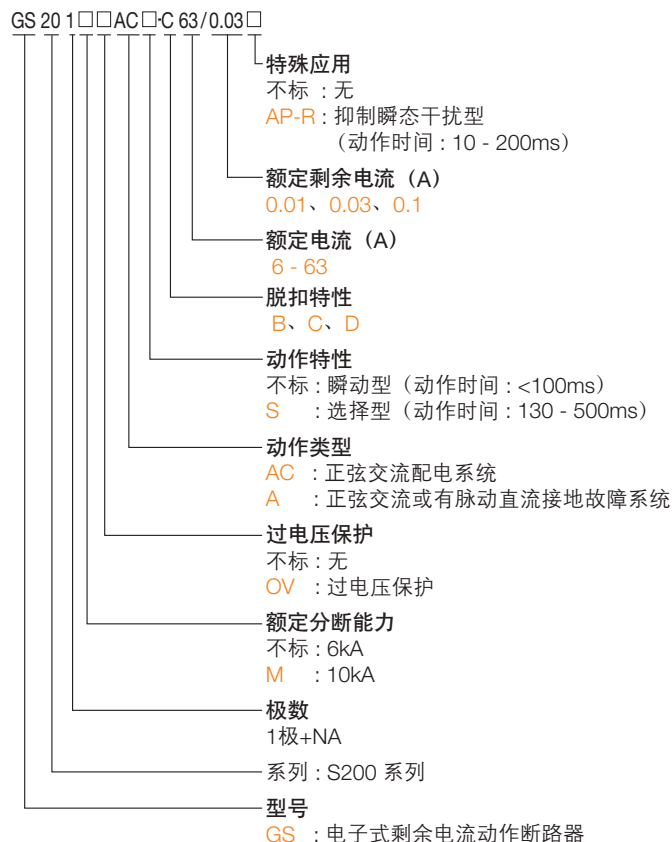 GS 20 1□□AC□-C 63/0.03□
特殊应用
不标 : 无
AP-R : 抑制瞬态干扰型
（动作时间 : 10 - 200ms）
额定剩余电流（A）
0.01、0.03、0.1
额定电流（A）
6 - 63
脱扣特性
B、C、D
动作特性
不标 : 瞬动型（动作时间 : <100ms）
S : 选择型（动作时间 : 130 - 500ms）
动作类型
AC : 正弦交流配电系统
A : 正弦交流或有脉动直流接地故障系统
过电压保护
不标 : 无
OV : 过电压保护
额定分断能力
不标 : 6kA
M : 10kA
极数
1极+NA
系列 : S200 系列
型号
GS : 电子式剩余电流动作断路器